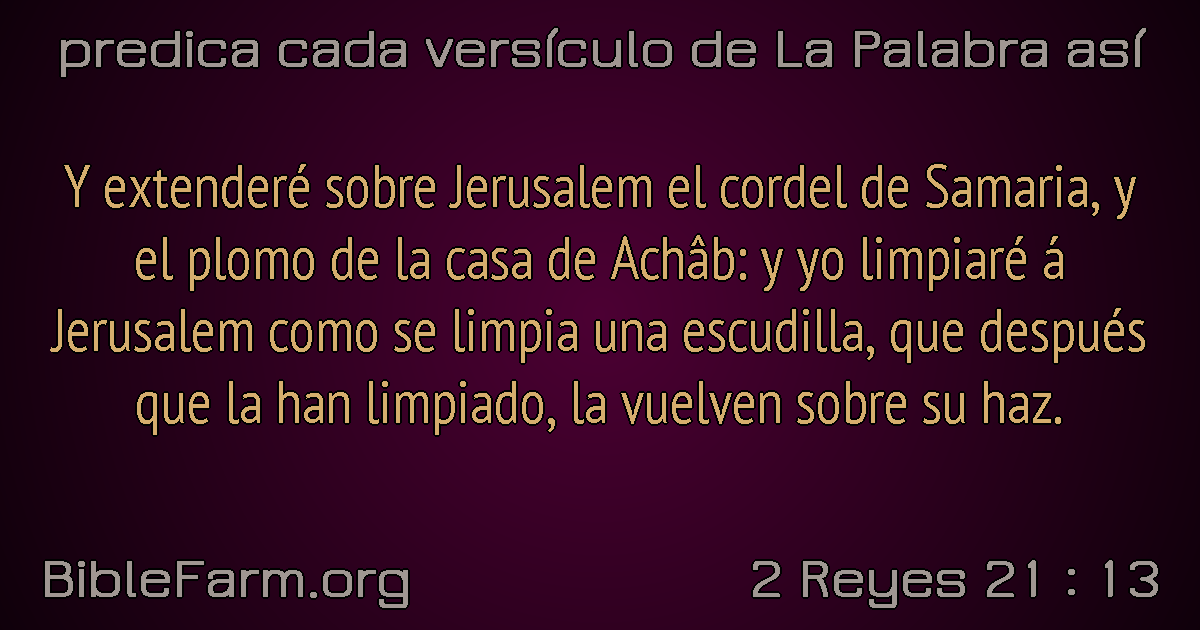 predica cada versículo de La Palabra así
Y extenderé sobre Jerusalem el cordel de Samaria, y
el plomo de la casa de Achâb: y yo limpiaré á
Jerusalem como se limpia una escudilla, que después
que la han limpiado, la vuelven sobre su haz.
BibleFarm.org
2 Reyes 21 : 13